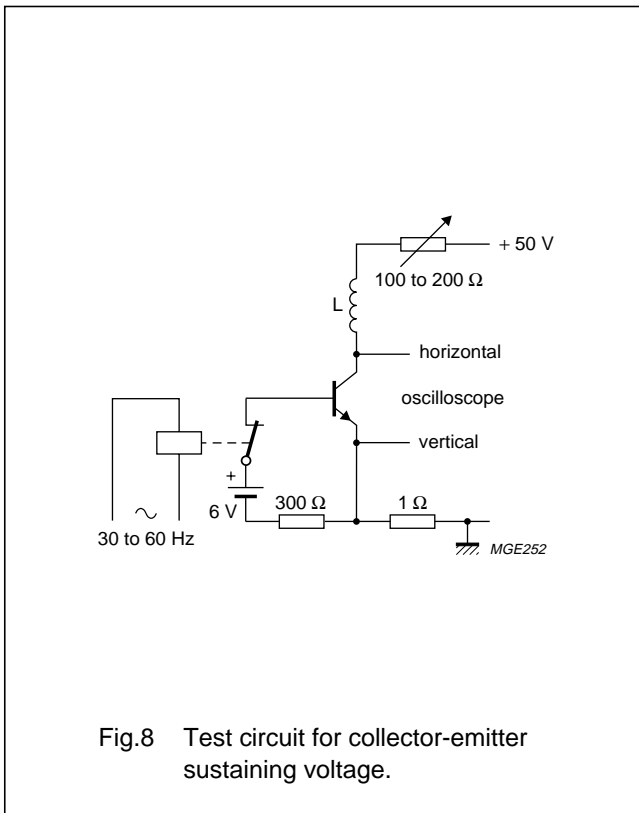 + 50 V
100 to 200 Ω
L
horizontal
oscilloscope
vertical
+
6 V
300 Ω
1 Ω
30 to 60 Hz
MGE252
Fig.8 Test circuit for collector-emitter
sustaining voltage.